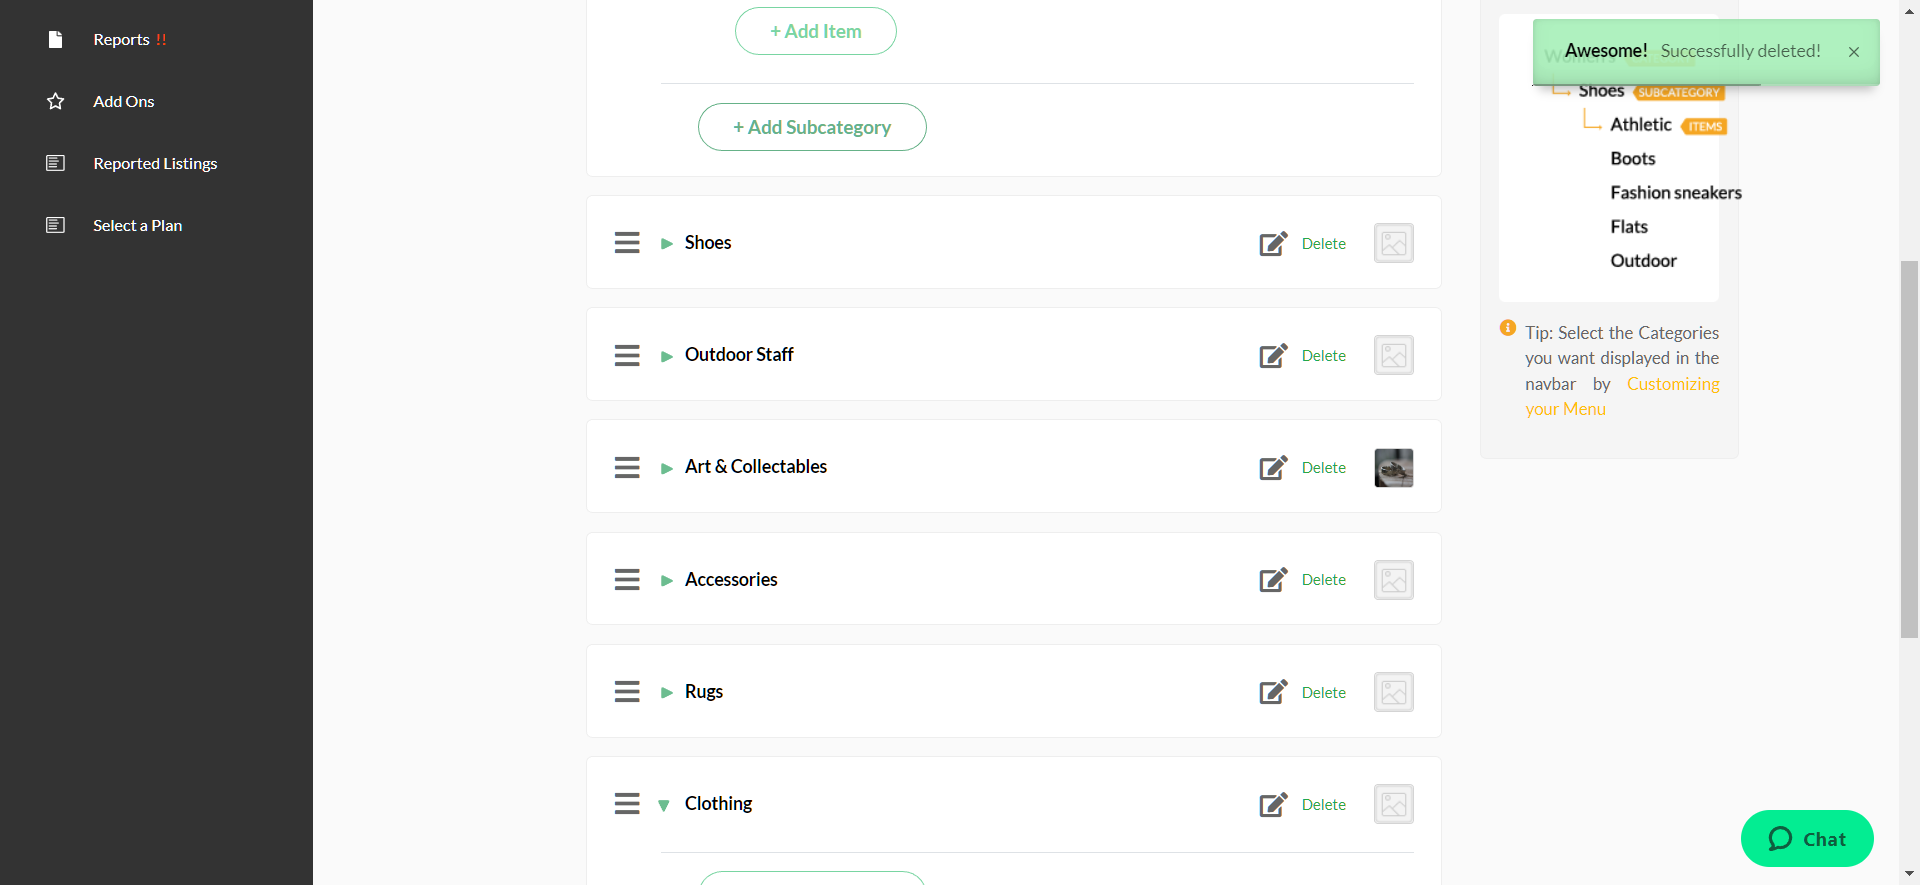 Reports !!
Add Ons
Reported Listings
Select a Plan
+ Add Item
+ Add Subcategory
Shoes
Delete
Outdoor Staff
Delete
Art & Collectables
Delete
Accessories
Delete
Rugs
Delete
Clothing
Delete
Awesome! Successfully deleted!
Women's
Shoes SUBCATEGORY
Athletic ITEMS
Boots
Fashion sneakers
Flats
Outdoor
Tip: Select the Categories
you want displayed in the
navbar by Customizing
your Menu
Chat